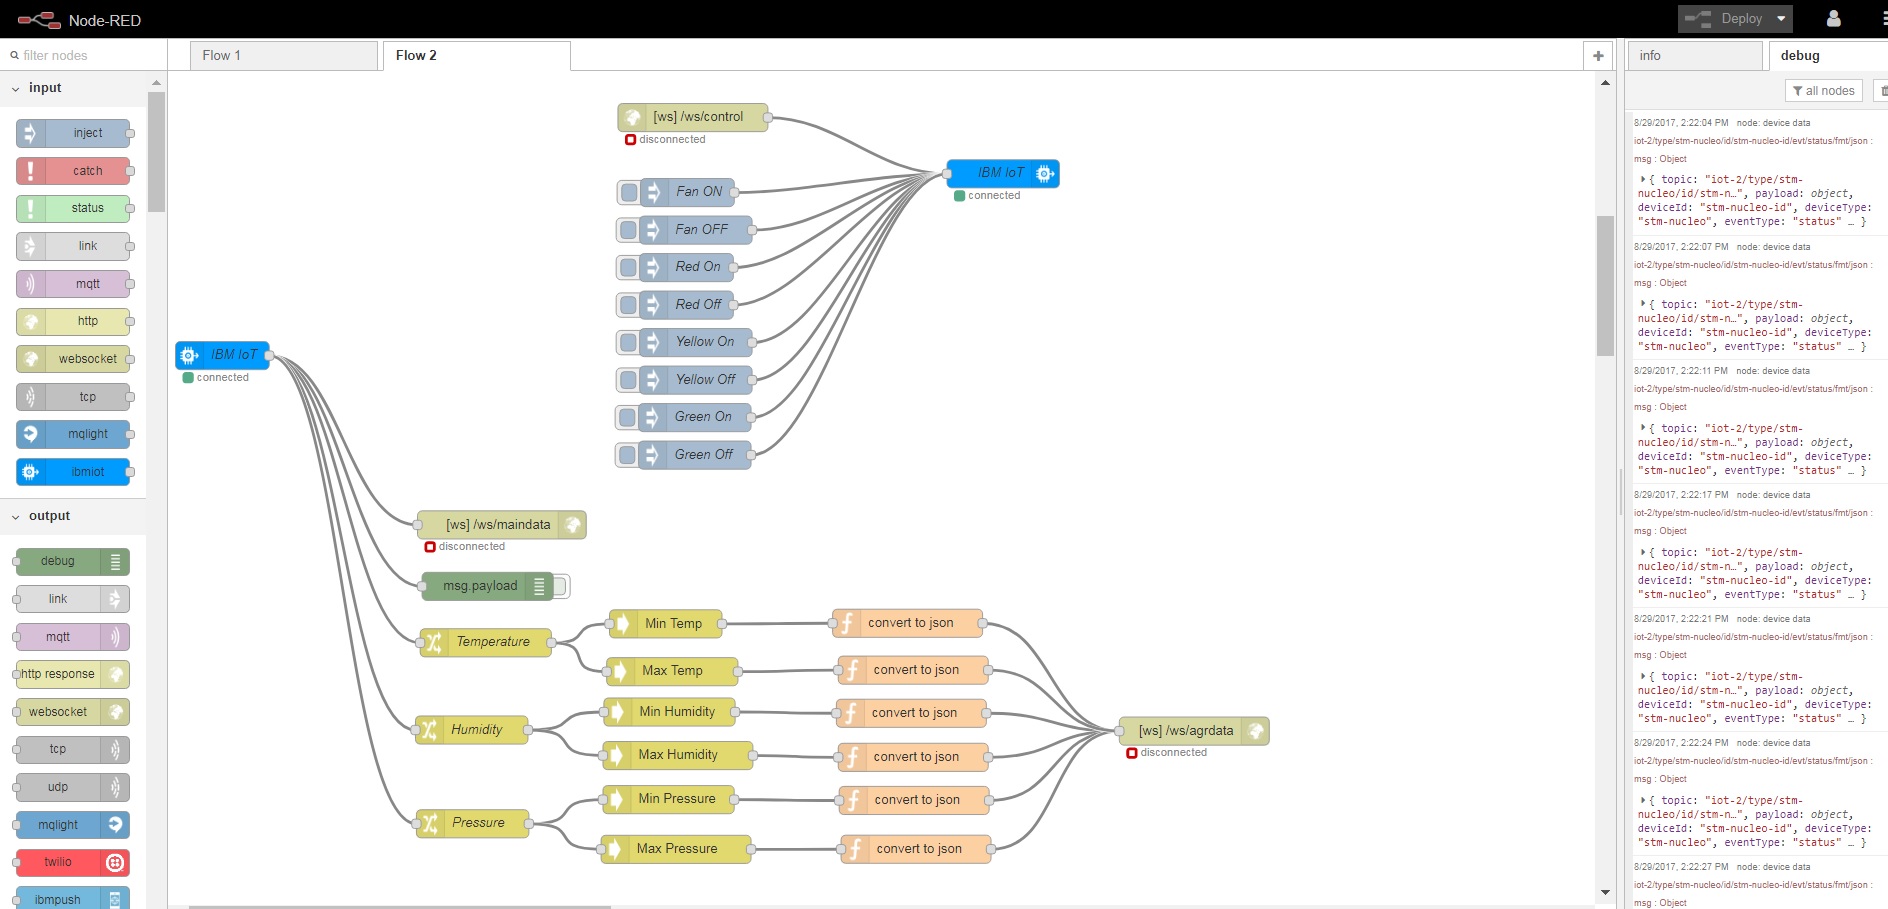 Node-RED
Deploy
filter nodes
Flow 1
Flow 2
info
debug
all nodes
input
inject
catch
status
link
mqtt
http
websocket
tcp
mqlight
ibmiot
output
debug
link
mqtt
http response
websocket
tcp
udp
mqlight
twilio
ibmpush
[ws] /ws/control
disconnected
Fan ON
Fan OFF
Red On
Red Off
Yellow On
Yellow Off
Green On
Green Off
IBM IoT
connected
IBM IoT
connected
[ws] /ws/maindata
disconnected
msg.payload
Temperature
Min Temp
convert to json
Max Temp
convert to json
Humidity
Min Humidity
convert to json
Max Humidity
convert to json
Pressure
Min Pressure
convert to json
Max Pressure
convert to json
[ws] /ws/agrdata
disconnected
8/29/2017, 2:22:04 PM node: device data
iot-2/type/stm-nucleo/id/stm-nucleo-id/evt/status/fmt/json :
msg : Object
{ topic: "iot-2/type/stm-
nucleo/id/stm-n…", payload: object,
deviceId: "stm-nucleo-id", deviceType:
"stm-nucleo", eventType: "status" … }
8/29/2017, 2:22:07 PM node: device data
iot-2/type/stm-nucleo/id/stm-nucleo-id/evt/status/fmt/json :
msg : Object
{ topic: "iot-2/type/stm-
nucleo/id/stm-n…", payload: object,
deviceId: "stm-nucleo-id", deviceType:
"stm-nucleo", eventType: "status" … }
8/29/2017, 2:22:11 PM node: device data
iot-2/type/stm-nucleo/id/stm-nucleo-id/evt/status/fmt/json :
msg : Object
{ topic: "iot-2/type/stm-
nucleo/id/stm-n…", payload: object,
deviceId: "stm-nucleo-id", deviceType:
"stm-nucleo", eventType: "status" … }
8/29/2017, 2:22:17 PM node: device data
iot-2/type/stm-nucleo/id/stm-nucleo-id/evt/status/fmt/json :
msg : Object
{ topic: "iot-2/type/stm-
nucleo/id/stm-n…", payload: object,
deviceId: "stm-nucleo-id", deviceType:
"stm-nucleo", eventType: "status" … }
8/29/2017, 2:22:21 PM node: device data
iot-2/type/stm-nucleo/id/stm-nucleo-id/evt/status/fmt/json :
msg : Object
{ topic: "iot-2/type/stm-
nucleo/id/stm-n…", payload: object,
deviceId: "stm-nucleo-id", deviceType:
"stm-nucleo", eventType: "status" … }
8/29/2017, 2:22:24 PM node: device data
iot-2/type/stm-nucleo/id/stm-nucleo-id/evt/status/fmt/json :
msg : Object
{ topic: "iot-2/type/stm-
nucleo/id/stm-n…", payload: object,
deviceId: "stm-nucleo-id", deviceType:
"stm-nucleo", eventType: "status" … }
8/29/2017, 2:22:27 PM node: device data
iot-2/type/stm-nucleo/id/stm-nucleo-id/evt/status/fmt/json :
msg : Object